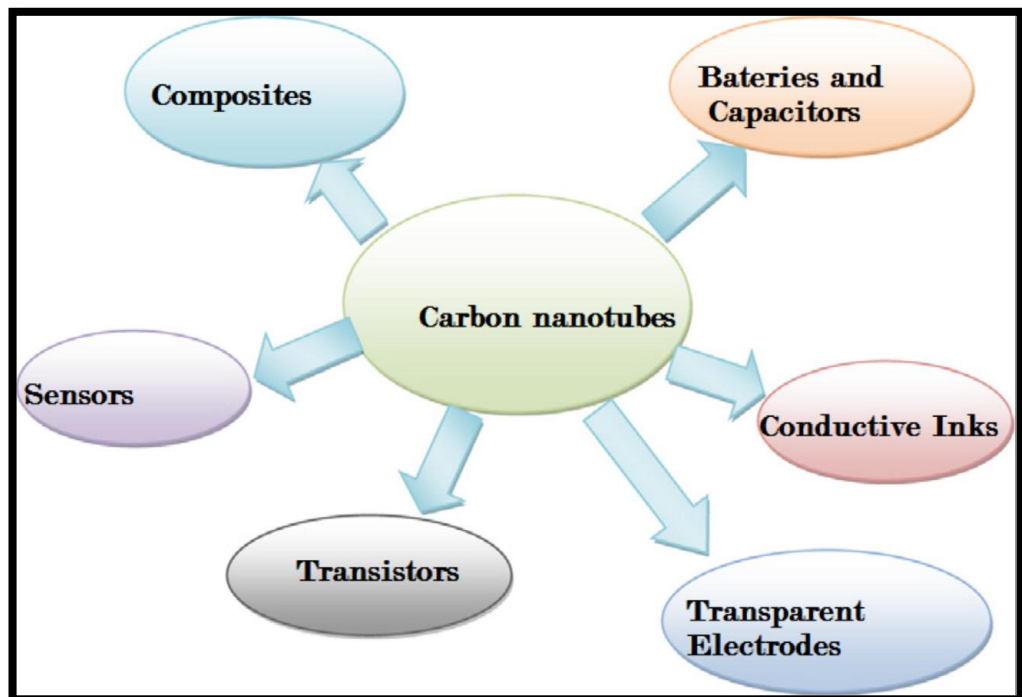 Composites
Bateries and
Capacitors
Carbon nanotubes
Sensors
Conductive Inks
Transistors
Transparent
Electrodes